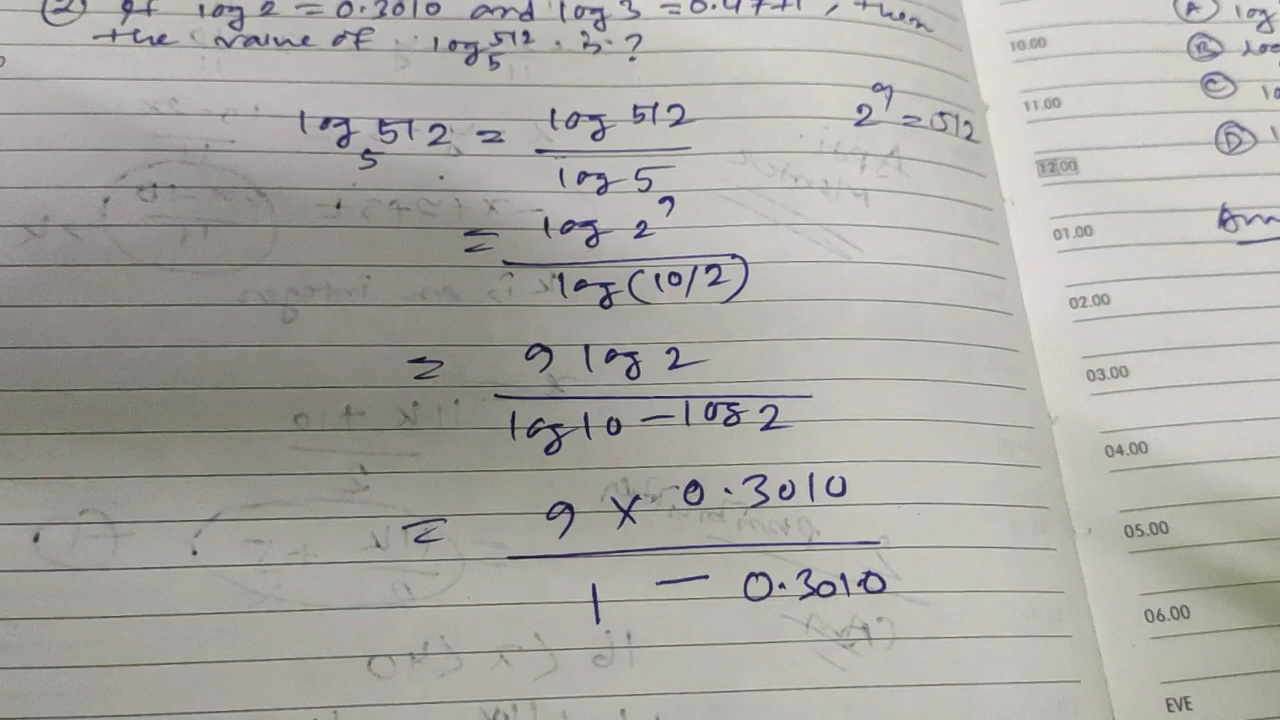 ② If log 2 = 0.3010 and log 3 = 0.4771, then
the value of log₅ 512 is ?
log₅ 512 = log 512 / log 5
2⁹ = 512
= log 2⁹ / log (10/2)
= 9 log 2 / log 10 - log 2
= 9 × 0.3010 / 1 - 0.3010
Ⓐ log
10.00
Ⓑ
11.00
Ⓒ
12.00
Ⓓ
01.00
02.00
03.00
04.00
05.00
06.00
EVE